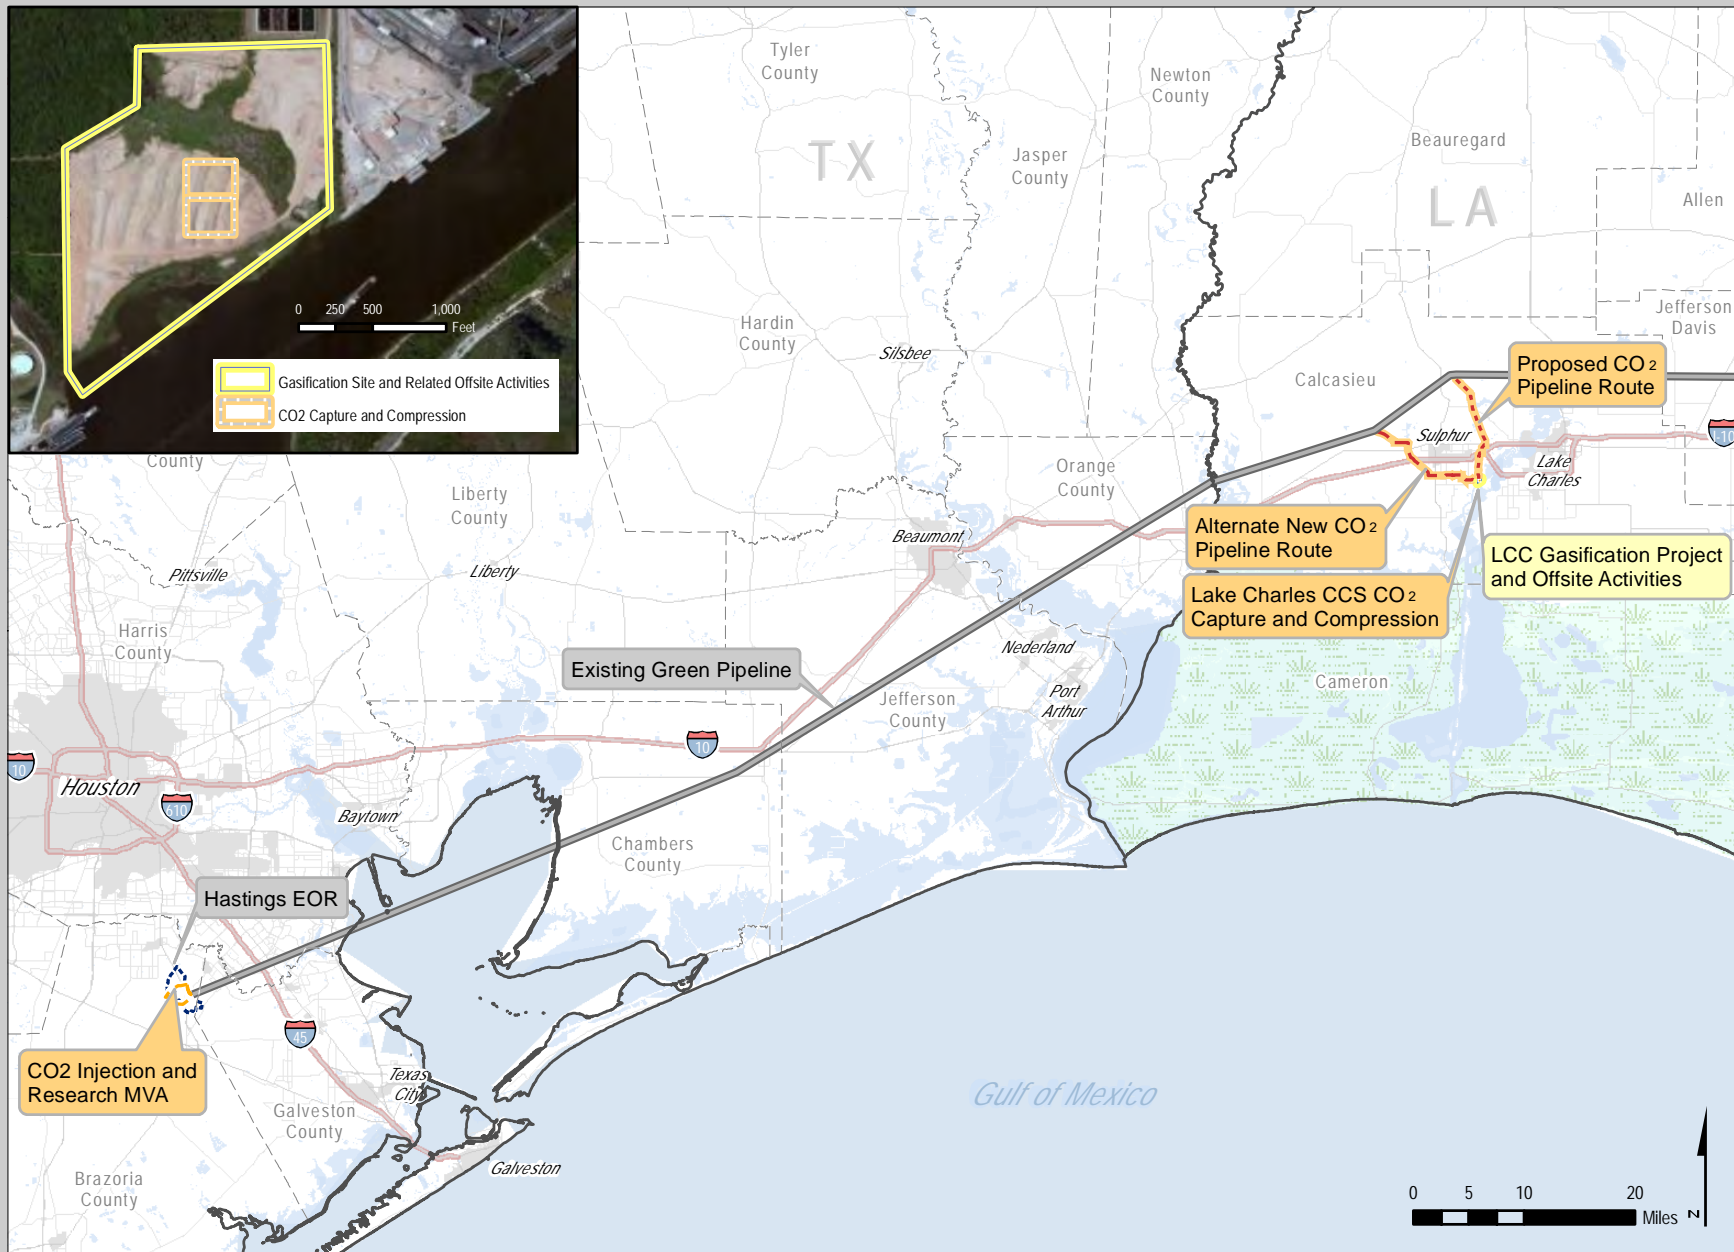 0 250 500 1,000
Feet
Gasification Site and Related Offsite Activities
CO2 Capture and Compression
Tyler
County
Newton
County
TX
Jasper
County
Beauregard
LA
Allen
Jefferson
Davis
Hardin
County
Silsbee
Calcasieu
Proposed CO2
Pipeline Route
Sulphur
I-10
Lake
Charles
County
Liberty
County
Orange
County
Alternate New CO2
Pipeline Route
LCC Gasification Project
and Offsite Activities
Lake Charles CCS CO2
Capture and Compression
Beaumont
Pittsville
Liberty
Harris
County
Nederland
Existing Green Pipeline
Port
Arthur
Jefferson
County
Cameron
10
10
Houston
610
Baytown
Chambers
County
Hastings EOR
45
CO2 Injection and
Research MVA
Texas
City
Galveston
County
Gulf of Mexico
Galveston
Brazoria
County
0 5 10 20
Miles
N